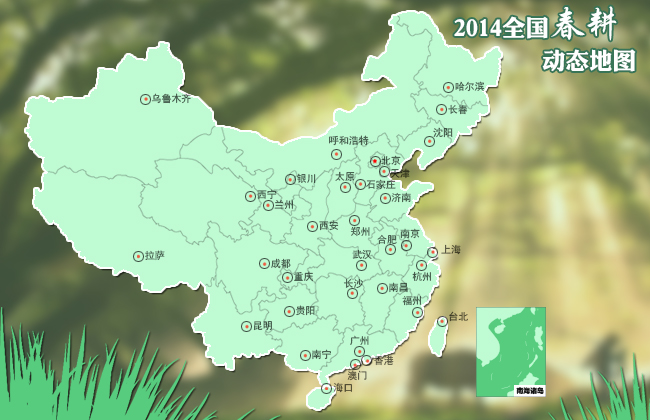 2014全国春耕
动态地图
哈尔滨
乌鲁木齐
长春
沈阳
呼和浩特
北京
天津
银川
太原
石家庄
西宁
济南
兰州
西安
郑州
南京
合肥
上海
拉萨
成都
武汉
杭州
重庆
长沙
南昌
福州
贵阳
台北
昆明
广州
南宁
香港
澳门
海口
南海诸岛